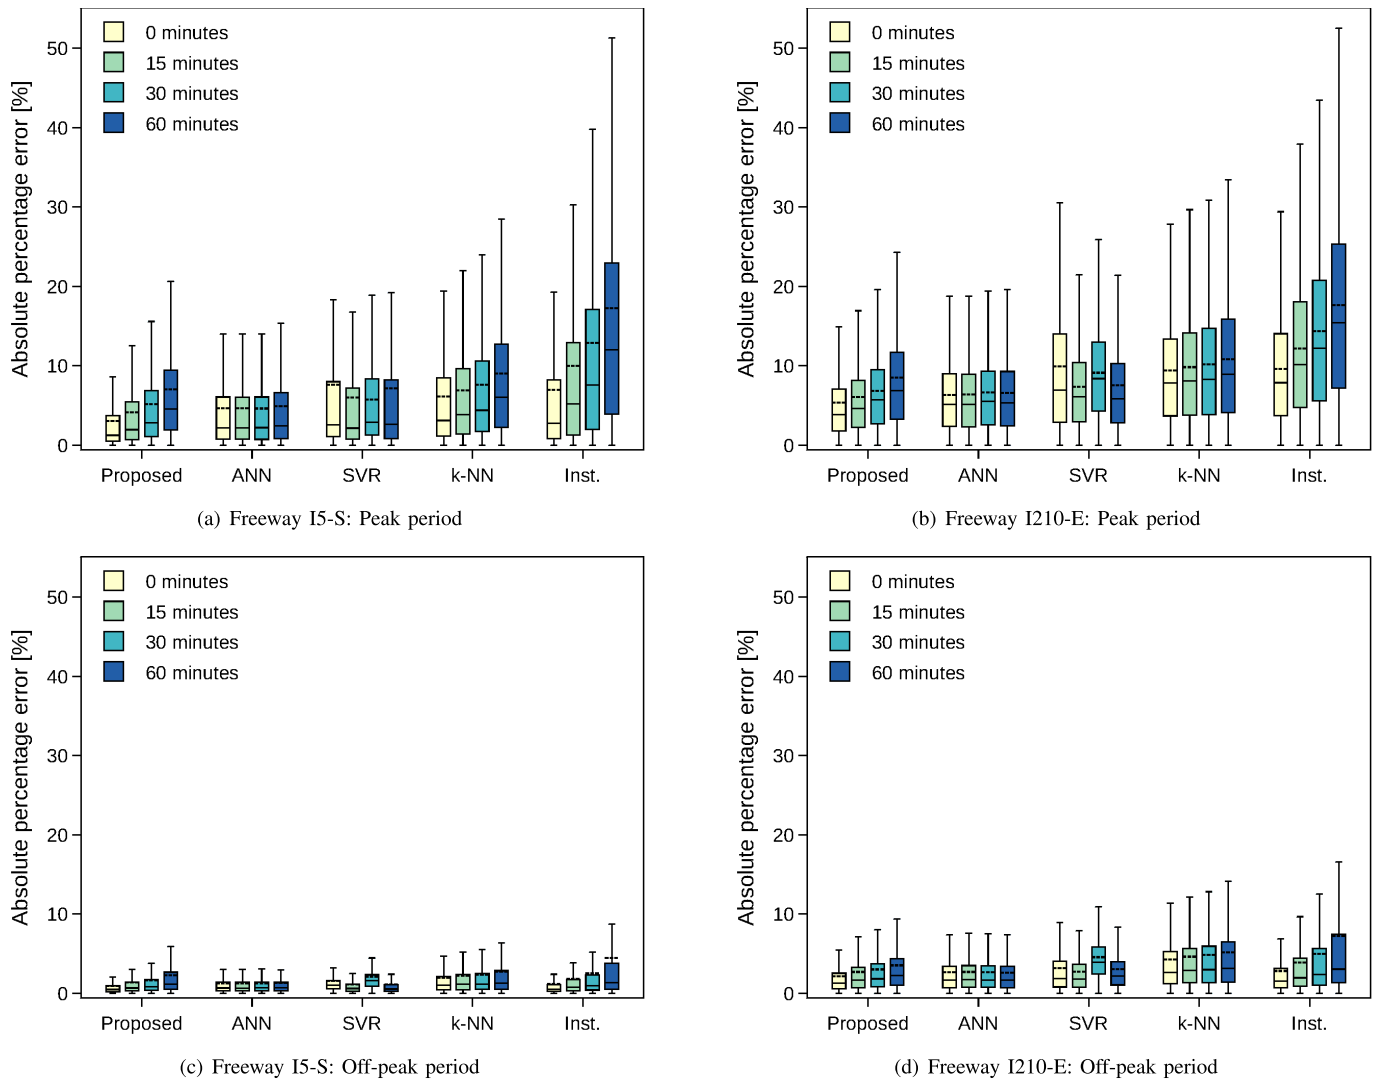 Absolute percentage error [%]
50
40
30
20
10
0
0 minutes
15 minutes
30 minutes
60 minutes
Proposed ANN SVR k-NN Inst.
(a) Freeway I5-S: Peak period
Absolute percentage error [%]
50
40
30
20
10
0
0 minutes
15 minutes
30 minutes
60 minutes
Proposed ANN SVR k-NN Inst.
(b) Freeway I210-E: Peak period
Absolute percentage error [%]
50
40
30
20
10
0
0 minutes
15 minutes
30 minutes
60 minutes
Proposed ANN SVR k-NN Inst.
(c) Freeway I5-S: Off-peak period
Absolute percentage error [%]
50
40
30
20
10
0
0 minutes
15 minutes
30 minutes
60 minutes
Proposed ANN SVR k-NN Inst.
(d) Freeway I210-E: Off-peak period